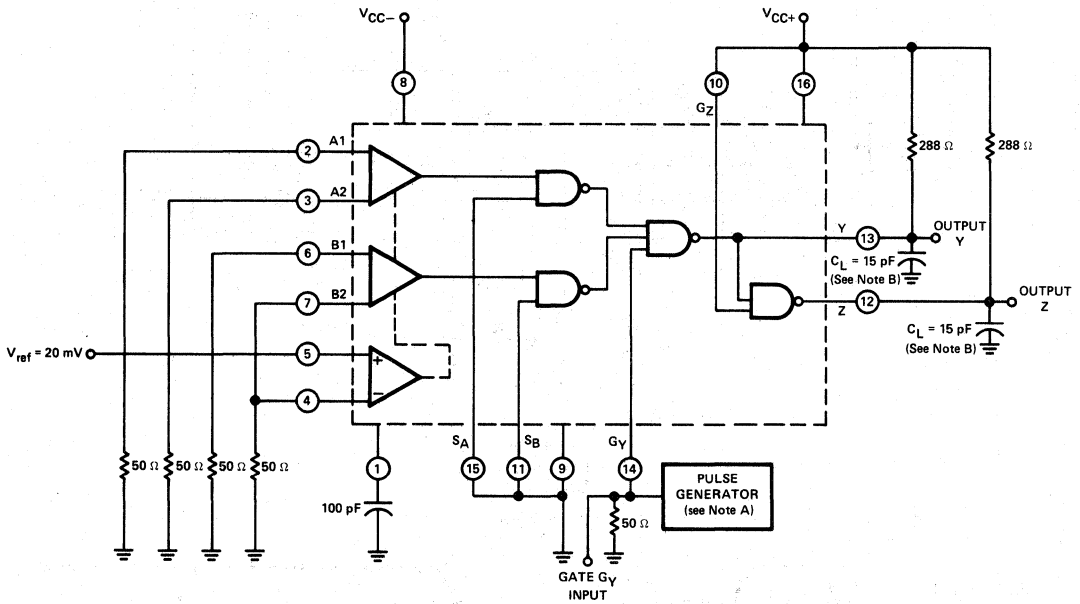 VCC−
VCC+
8
10
16
GZ
2
A1
3
A2
6
B1
7
B2
Vref = 20 mV
5
+
4
−
288 Ω
288 Ω
Y
13
OUTPUT
Y
CL = 15 pF
(See Note B)
Z
12
OUTPUT
Z
CL = 15 pF
(See Note B)
50 Ω
50 Ω
50 Ω
50 Ω
1
100 pF
SA
15
SB
11
9
GY
14
PULSE
GENERATOR
(see Note A)
50 Ω
GATE GY
INPUT